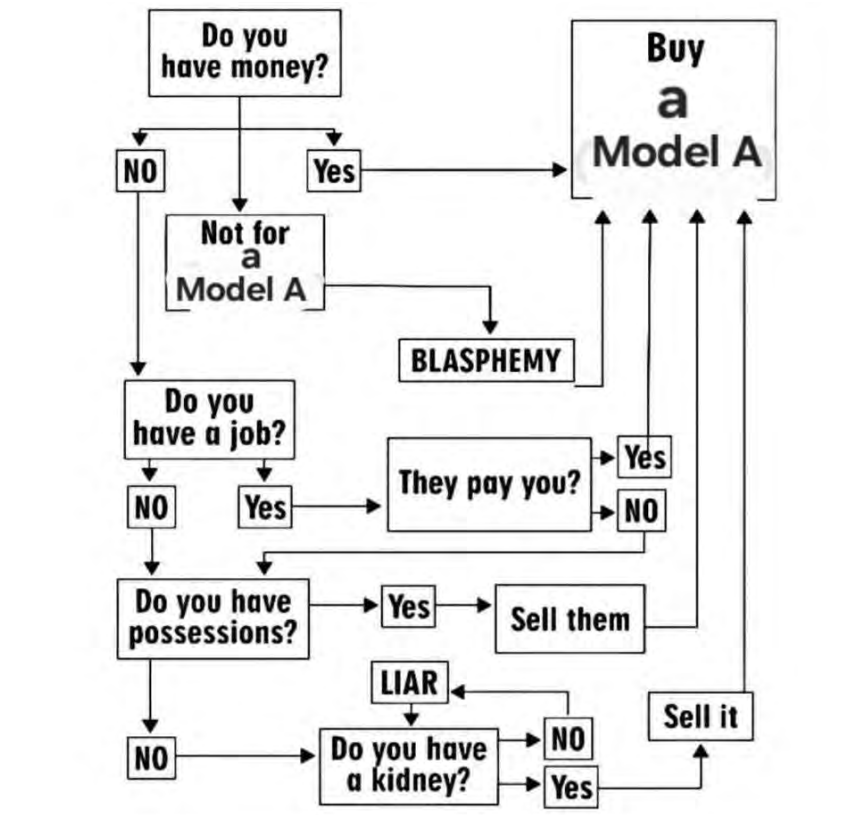 Do you
have money?
Buy
a
Model A
NO
Yes
Not for
a
Model A
BLASPHEMY
Do you
have a job?
They pay you?
Yes
NO
NO
Yes
Do you have
possessions?
Yes
Sell them
LIAR
Sell it
NO
Do you have
a kidney?
NO
Yes